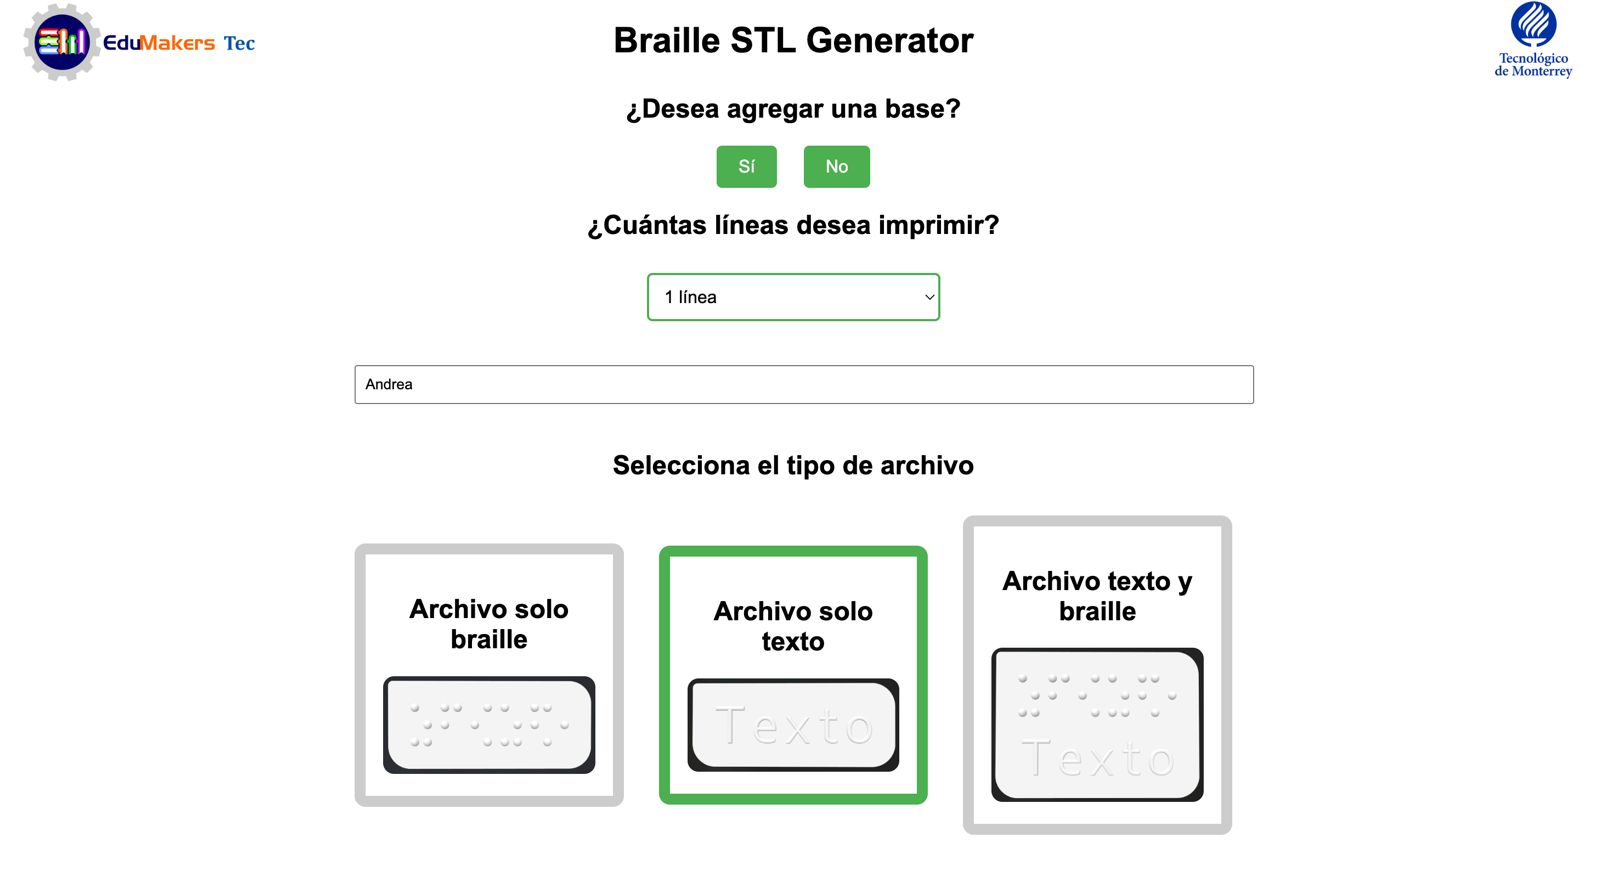 EduMakers Tec
Braille STL Generator
Tecnológico
de Monterrey
¿Desea agregar una base?
Sí
No
¿Cuántas líneas desea imprimir?
1 línea
Andrea
Selecciona el tipo de archivo
Archivo solo
braille
Archivo solo
texto
Texto
Archivo texto y
braille
Texto